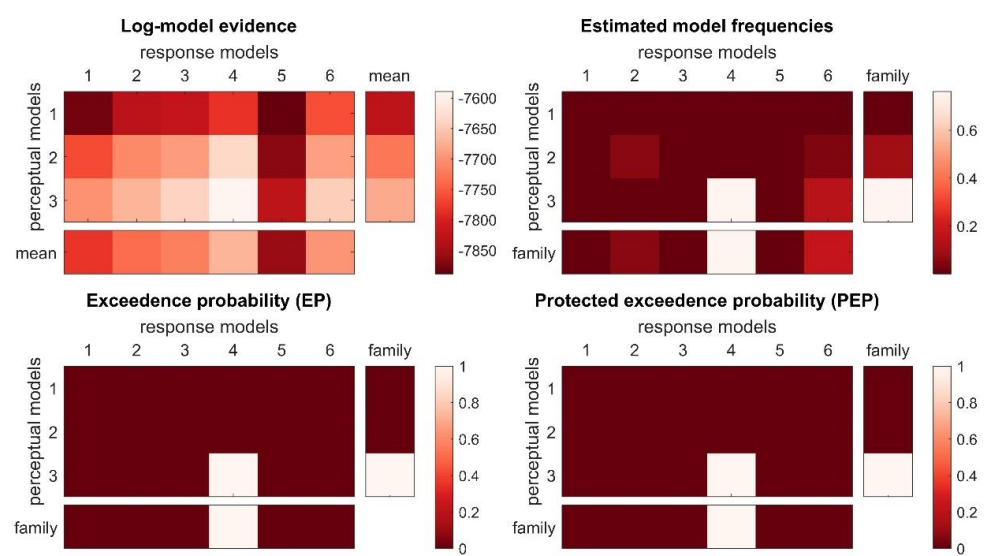 Log-model evidence
response models
1 2 3 4 5 6 mean
perceptual models
1
2
3
mean
-7600
-7650
-7700
-7750
-7800
-7850
Estimated model frequencies
response models
1 2 3 4 5 6 family
perceptual models
1
2
3
family
0.6
0.4
0.2
Exceedence probability (EP)
response models
1 2 3 4 5 6 family
perceptual models
1
2
3
family
1
0.8
0.6
0.4
0.2
0
Protected exceedence probability (PEP)
response models
1 2 3 4 5 6 family
perceptual models
1
2
3
family
1
0.8
0.6
0.4
0.2
0